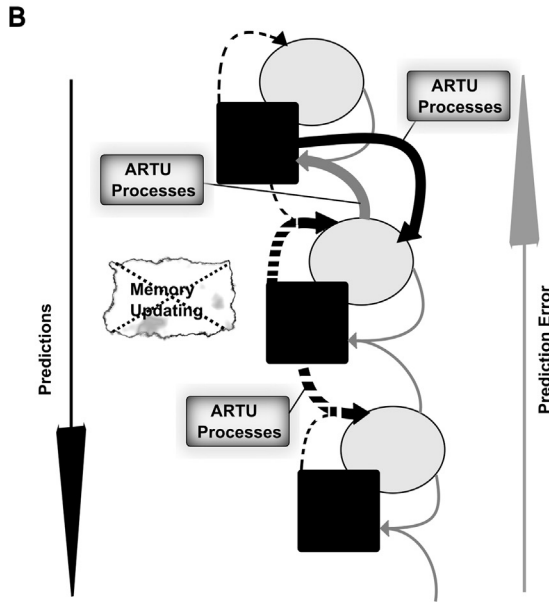 B
ARTU
Processes
ARTU
Processes
Memory
Updating
Predictions
Prediction Error
ARTU
Processes